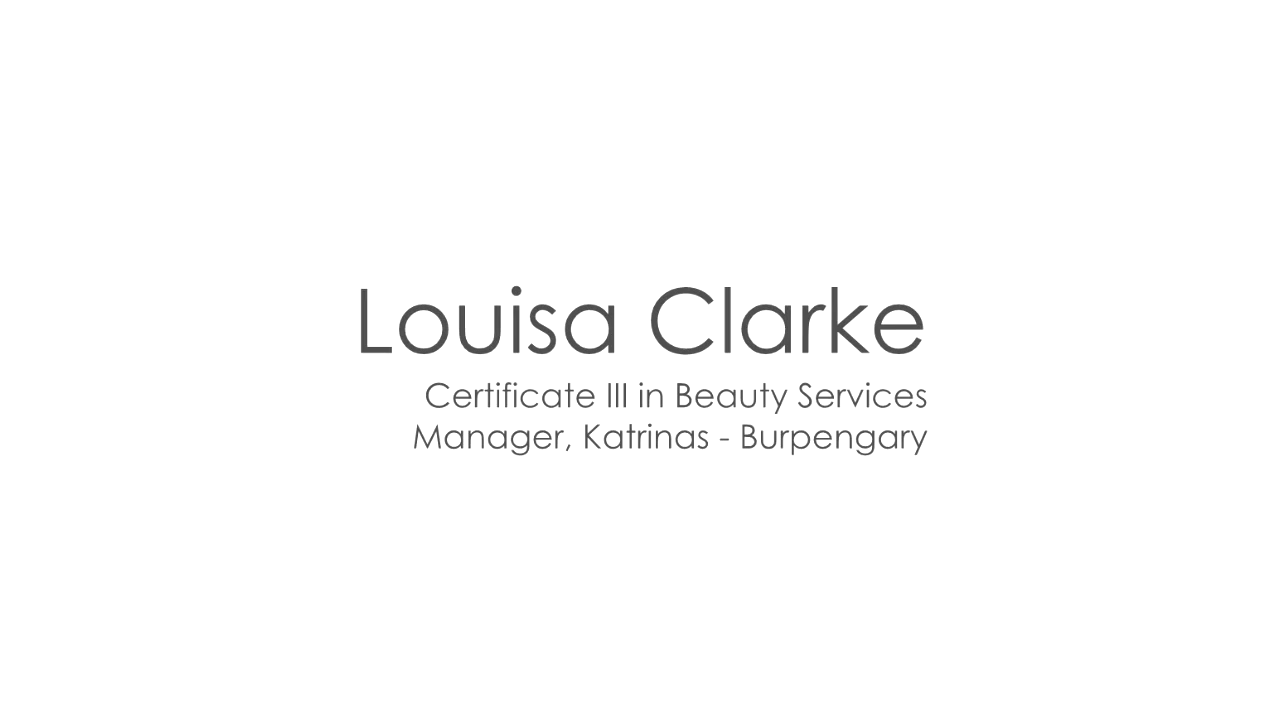 Louisa Clarke
Certificate III in Beauty Services
Manager, Katrinas - Burpengary